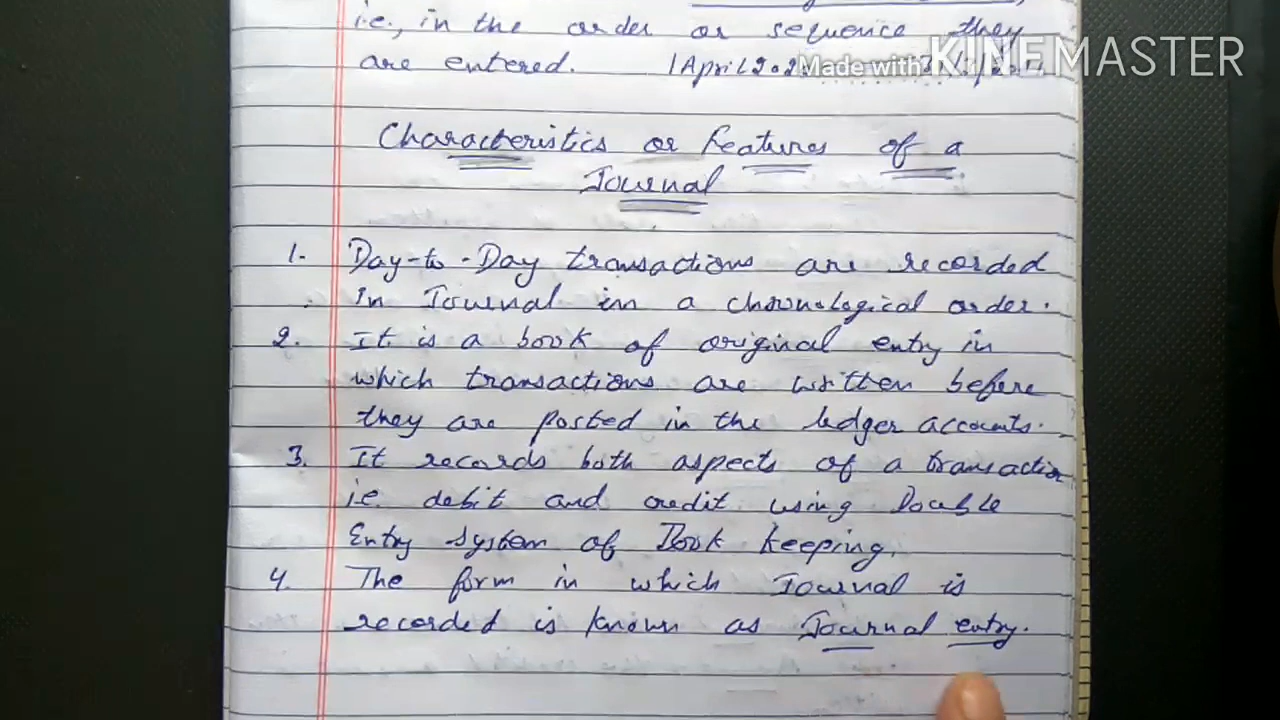 i.e., in the order or sequence they
are entered. 1 April 202
Made with KINEMASTER
Characteristics or Features of a
Journal
1. Day-to-Day transactions are recorded
In Journal in a chronological order.
2. It is a book of original entry in
which transactions are written before
they are posted in the ledger accounts.
3. It records both aspects of a transaction
i.e. debit and credit using Double
Entry system of Book keeping.
4. The form in which Journal is
recorded is known as Journal entry.